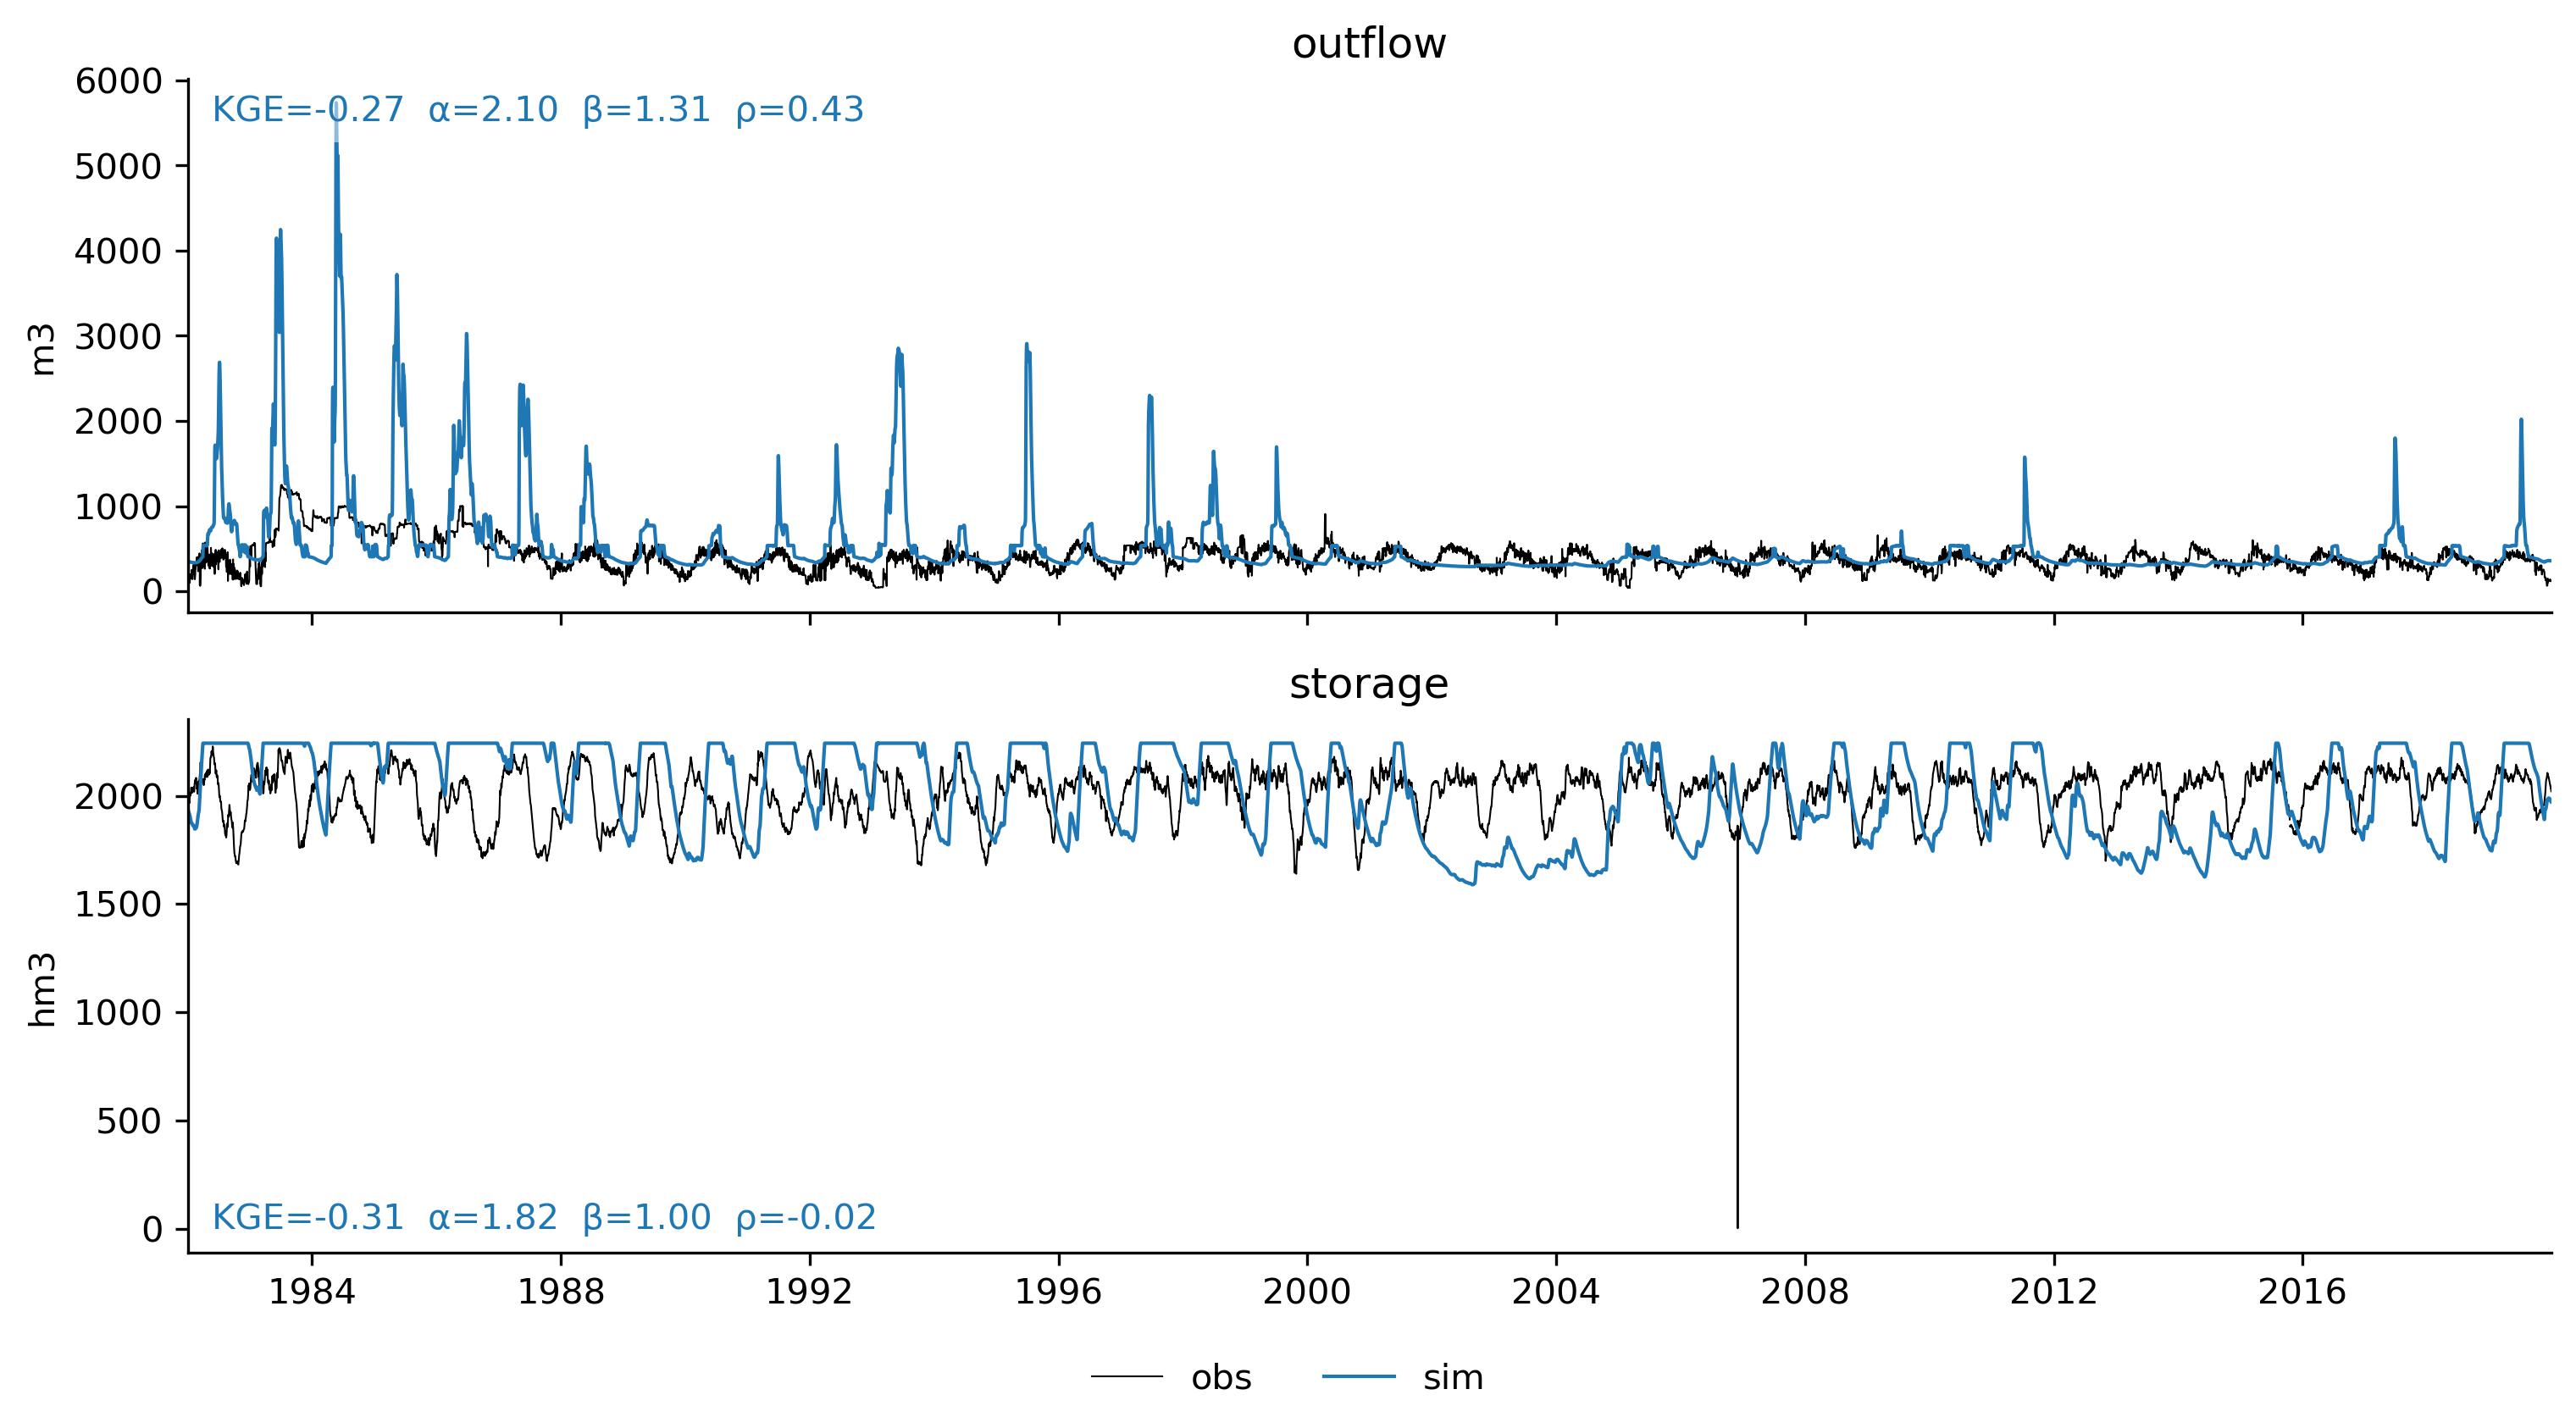 outflow
6000
KGE=-0.27 α=2.10 β=1.31 ρ=0.43
5000
4000
3000
m3
2000
1000
0
storage
2000
1500
hm3
1000
500
KGE=-0.31 α=1.82 β=1.00 ρ=-0.02
0
1984 1988 1992 1996 2000 2004 2008 2012 2016
obs sim